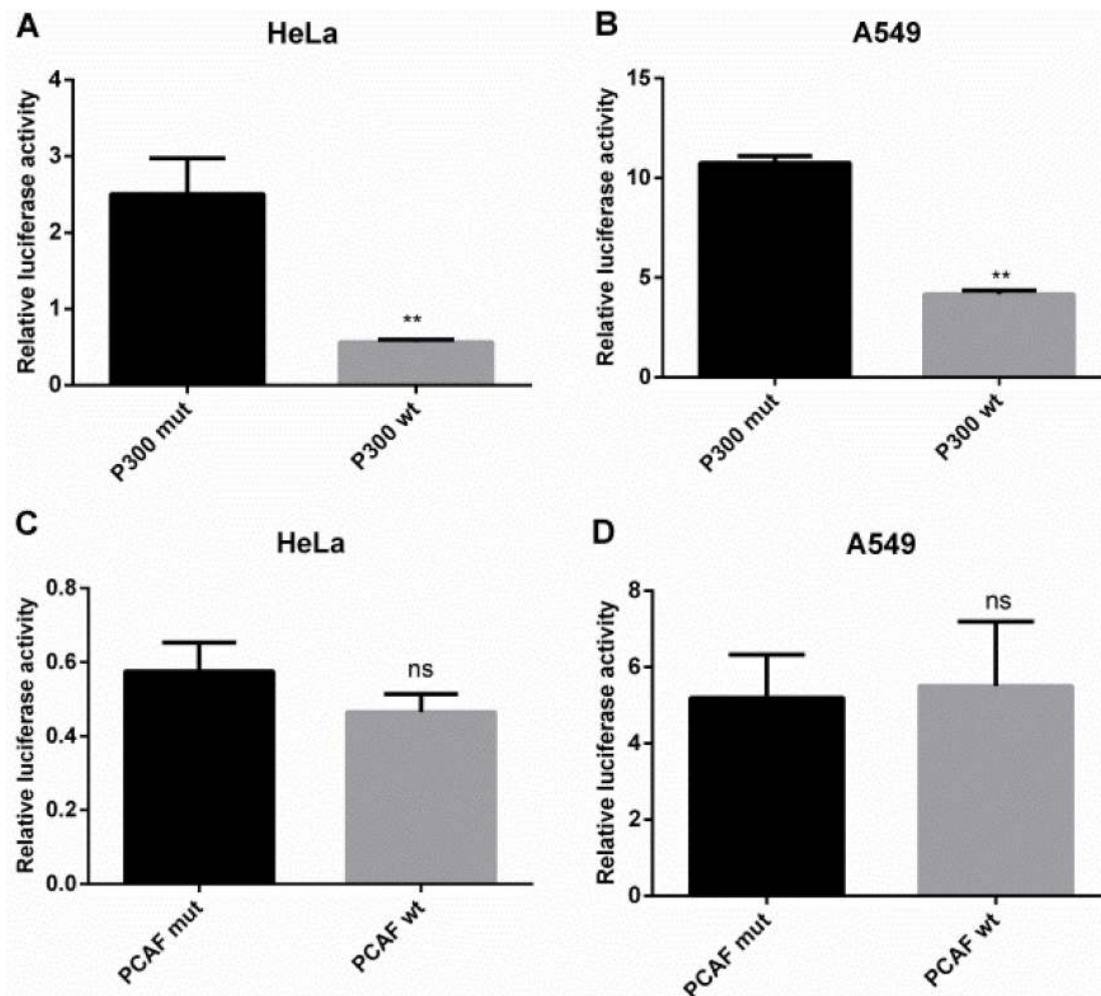 A
HeLa
Relative luciferase activity
4
3
2
1
0
**
P300 mut
P300 wt
B
A549
Relative luciferase activity
15
10
5
0
**
P300 mut
P300 wt
C
HeLa
Relative luciferase activity
0.8
0.6
0.4
0.2
0.0
ns
PCAF mut
PCAF wt
D
A549
Relative luciferase activity
8
6
4
2
0
ns
PCAF mut
PCAF wt